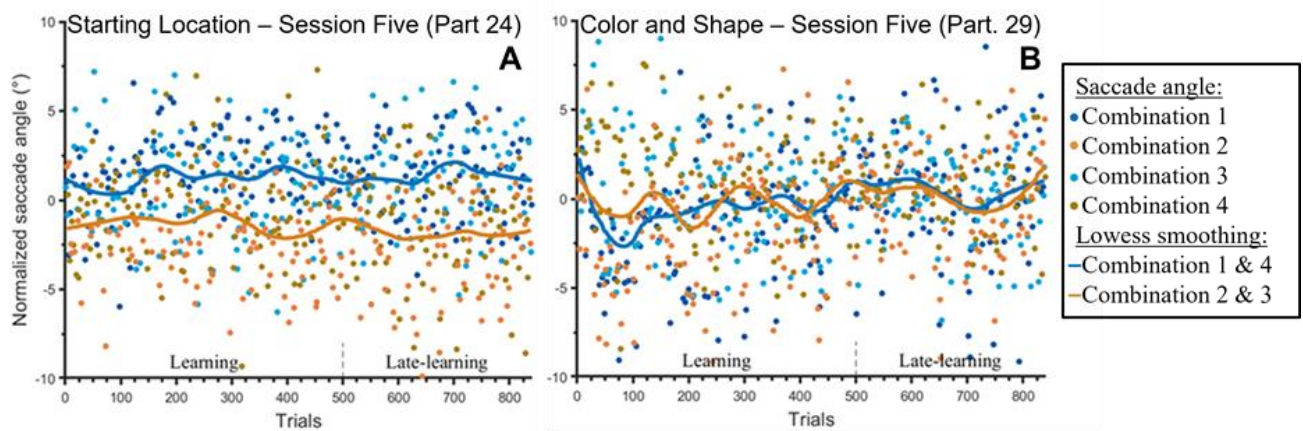 Starting Location – Session Five (Part 24)
A
10
5
0
-5
-10
Normalized saccade angle (°)
Learning
Late-learning
0 100 200 300 400 500 600 700 800
Trials
Color and Shape – Session Five (Part. 29)
B
10
5
0
-5
-10
Learning
Late-learning
0 100 200 300 400 500 600 700 800
Trials
Saccade angle:
Combination 1
Combination 2
Combination 3
Combination 4
Lowess smoothing:
Combination 1 & 4
Combination 2 & 3